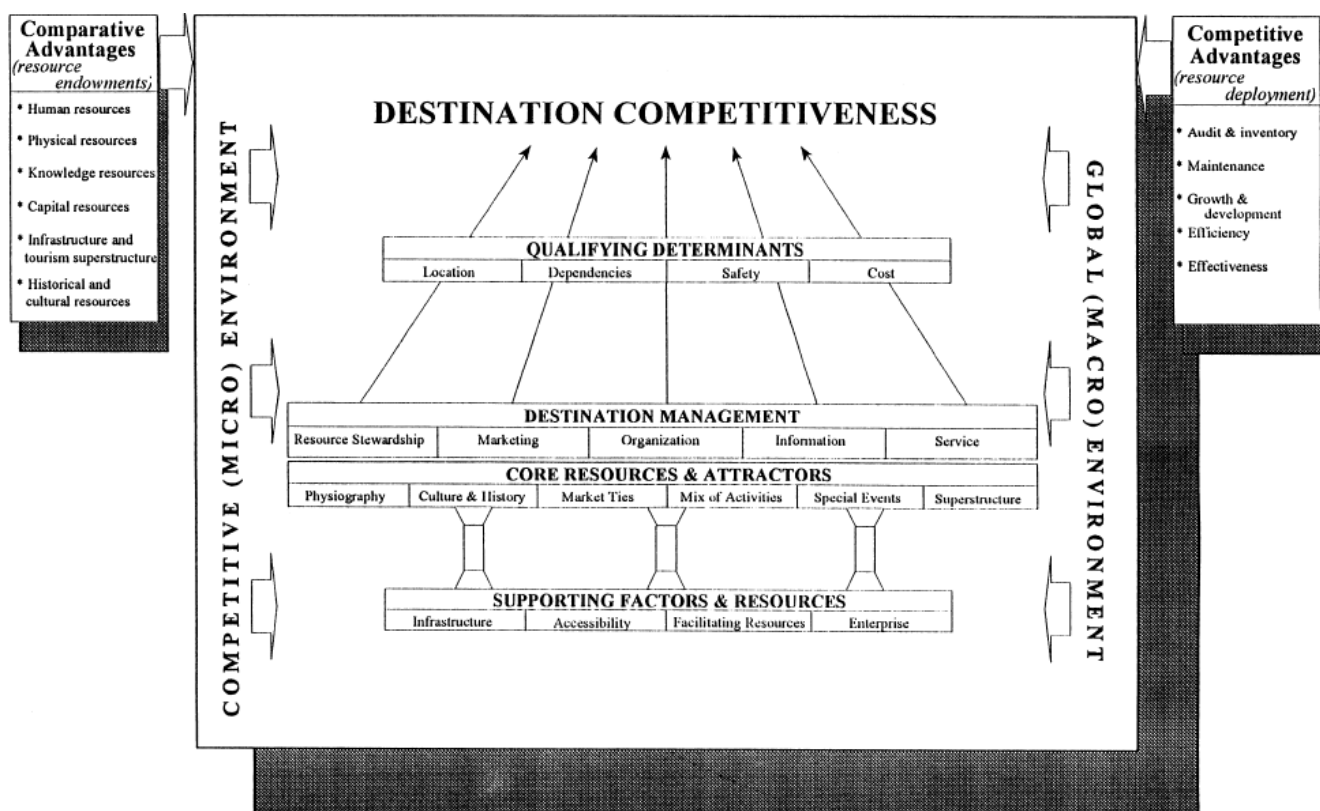 Comparative
Advantages
(resource
endowments)
* Human resources
* Physical resources
* Knowledge resources
* Capital resources
* Infrastructure and
tourism superstructure
* Historical and
cultural resources
COMPETITIVE (MICRO) ENVIRONMENT
DESTINATION COMPETITIVENESS
QUALIFYING DETERMINANTS
Location Dependencies Safety Cost
DESTINATION MANAGEMENT
Resource Stewardship Marketing Organization Information Service
CORE RESOURCES & ATTRACTORS
Physiography Culture & History Market Ties Mix of Activities Special Events Superstructure
SUPPORTING FACTORS & RESOURCES
Infrastructure Accessibility Facilitating Resources Enterprise
GLOBAL (MACRO) ENVIRONMENT
Competitive
Advantages
(resource
deployment)
* Audit & inventory
* Maintenance
* Growth &
development
* Efficiency
* Effectiveness